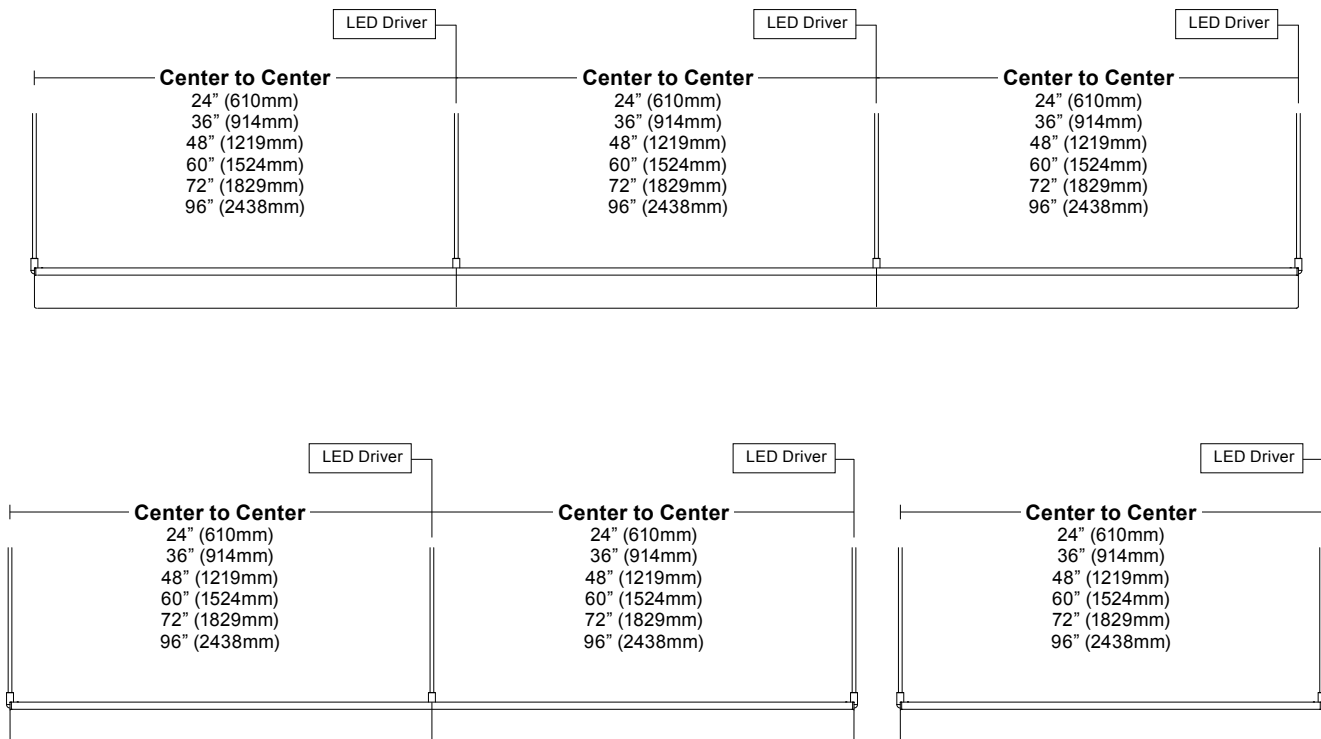 LED Driver
LED Driver
LED Driver
Center to Center
24” (610mm)
36” (914mm)
48” (1219mm)
60” (1524mm)
72” (1829mm)
96” (2438mm)
Center to Center
24” (610mm)
36” (914mm)
48” (1219mm)
60” (1524mm)
72” (1829mm)
96” (2438mm)
Center to Center
24” (610mm)
36” (914mm)
48” (1219mm)
60” (1524mm)
72” (1829mm)
96” (2438mm)
LED Driver
LED Driver
LED Driver
Center to Center
24” (610mm)
36” (914mm)
48” (1219mm)
60” (1524mm)
72” (1829mm)
96” (2438mm)
Center to Center
24” (610mm)
36” (914mm)
48” (1219mm)
60” (1524mm)
72” (1829mm)
96” (2438mm)
Center to Center
24” (610mm)
36” (914mm)
48” (1219mm)
60” (1524mm)
72” (1829mm)
96” (2438mm)